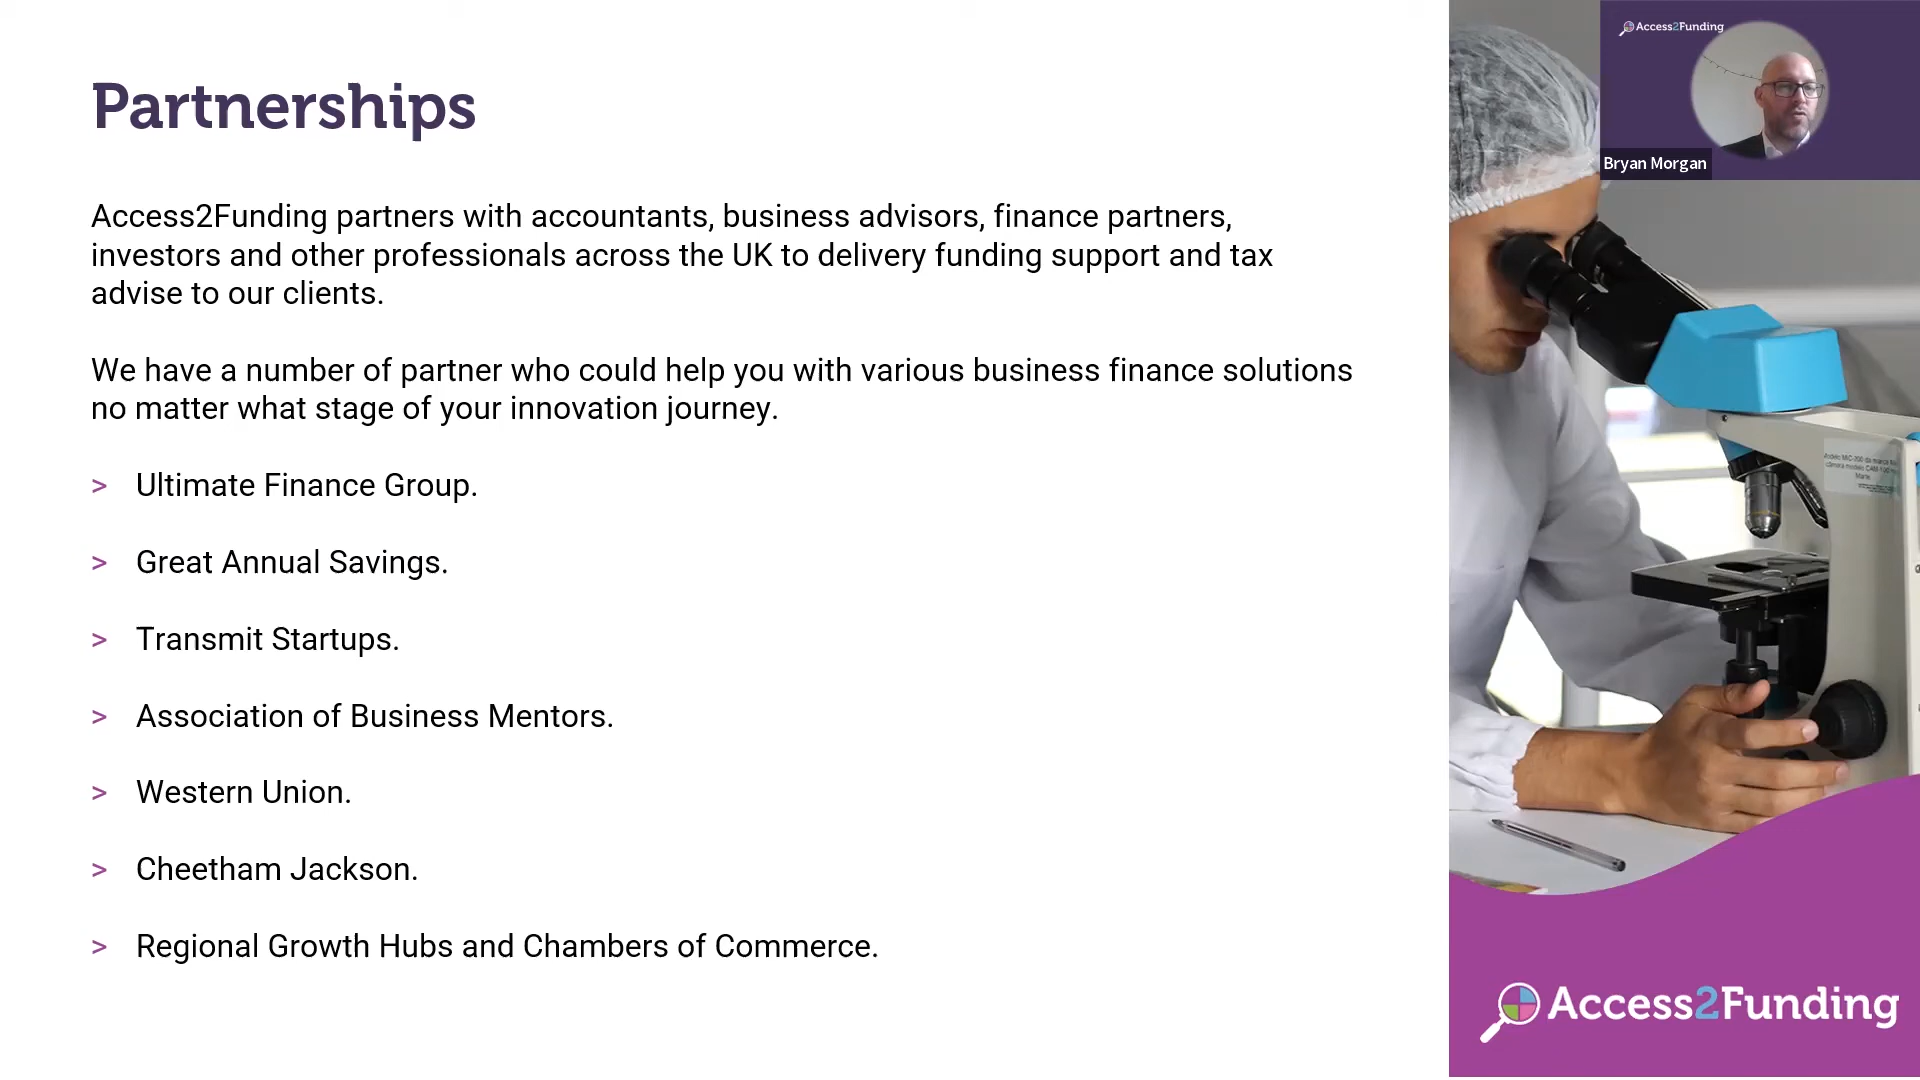 Partnerships
Access2Funding partners with accountants, business advisors, finance partners,
investors and other professionals across the UK to delivery funding support and tax
advise to our clients.
We have a number of partner who could help you with various business finance solutions
no matter what stage of your innovation journey.
> Ultimate Finance Group.
> Great Annual Savings.
> Transmit Startups.
> Association of Business Mentors.
> Western Union.
> Cheetham Jackson.
> Regional Growth Hubs and Chambers of Commerce.
Access2Funding
Bryan Morgan
Access2Funding